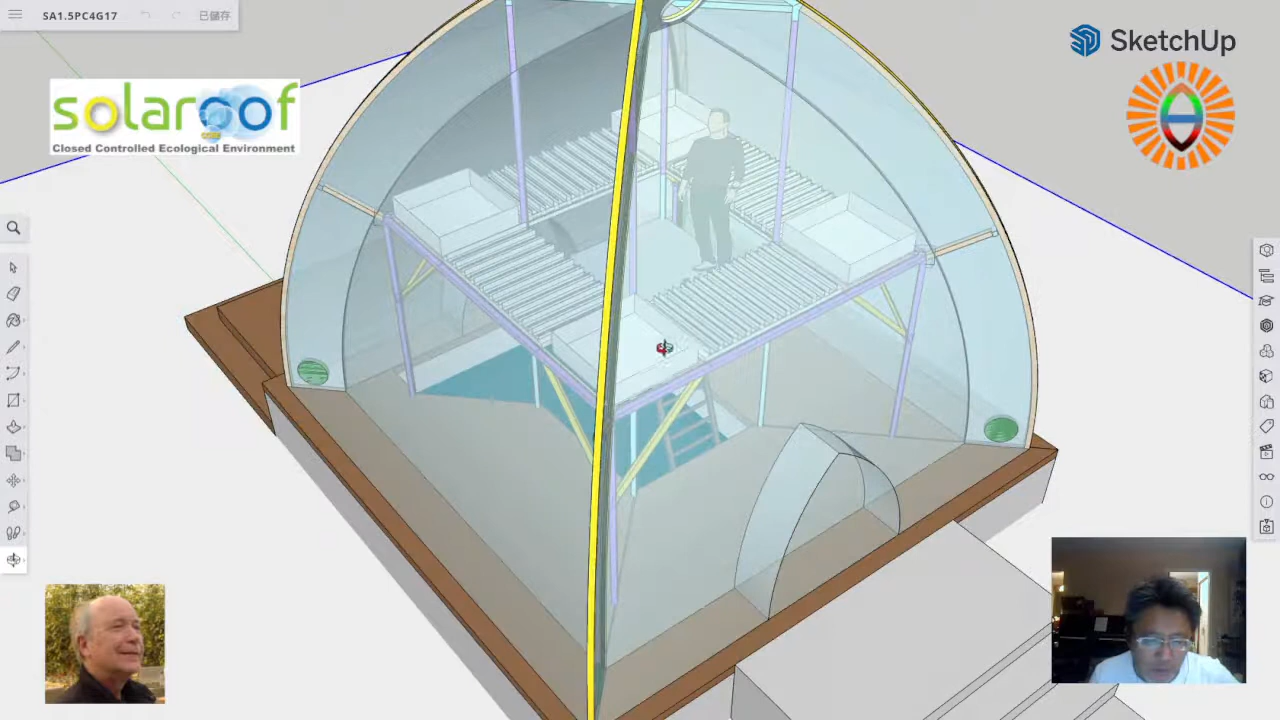 SA1.5PC4G17
已儲存
SketchUp
solaroof
Closed Controlled Ecological Environment